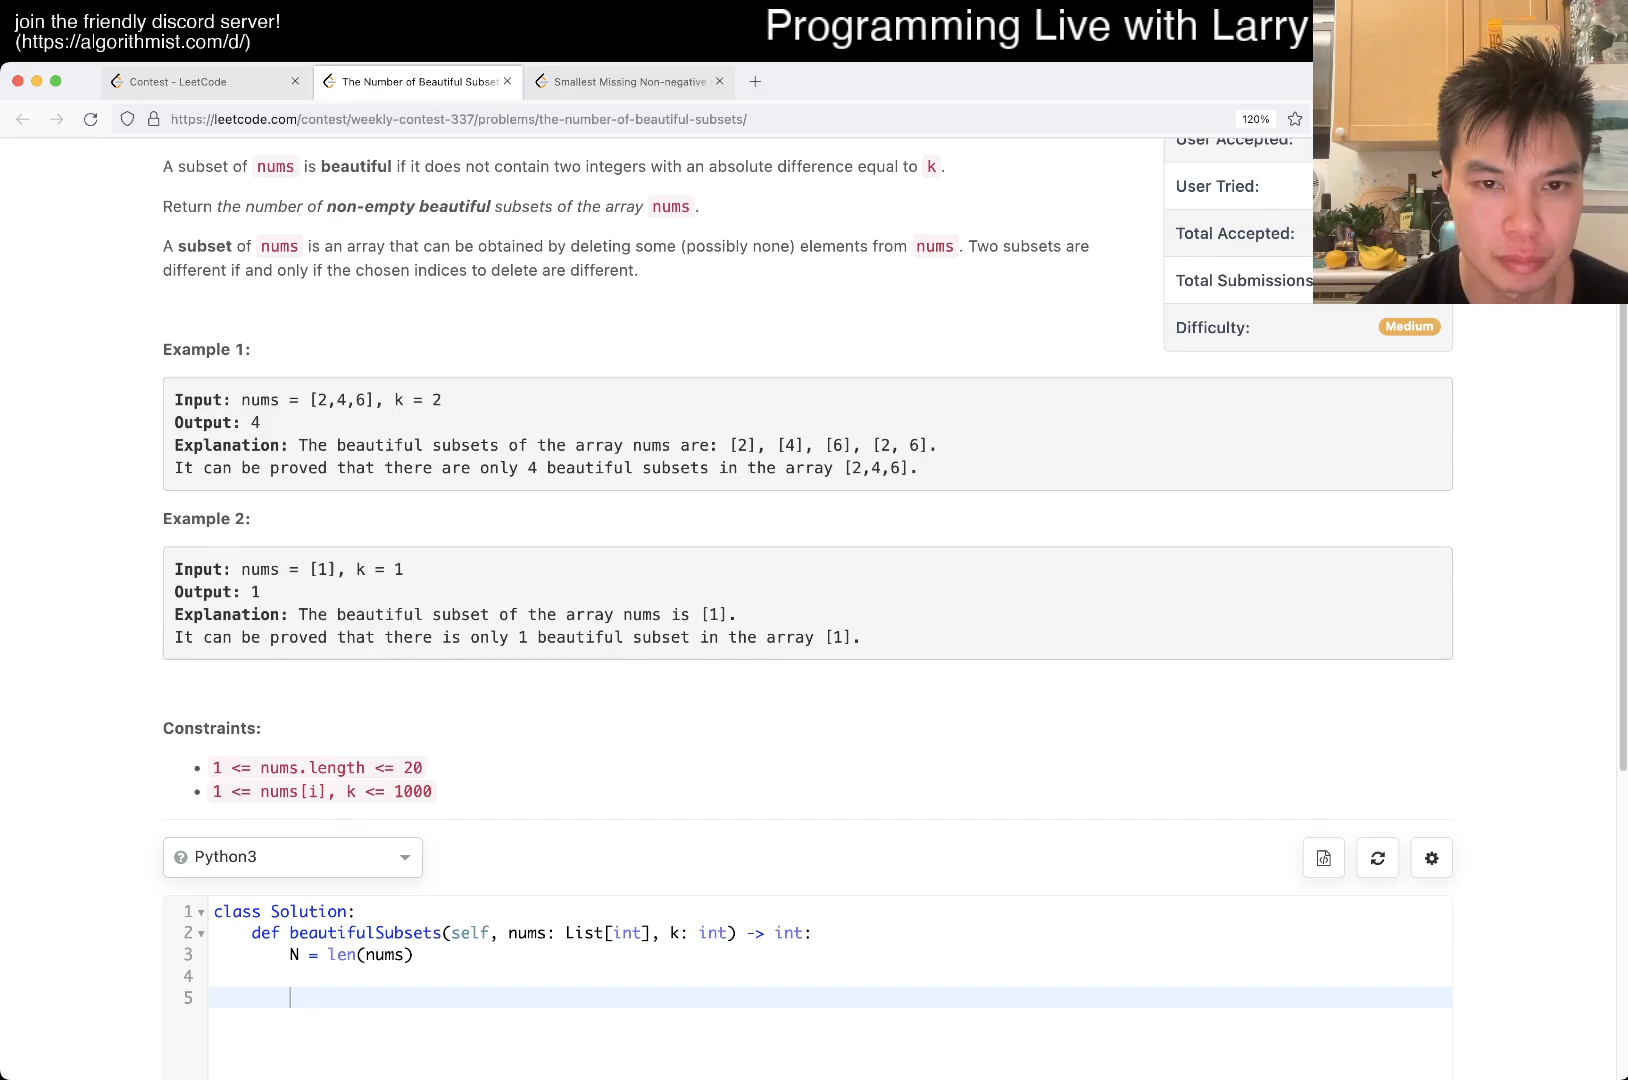 join the friendly discord server!
(https://algorithmist.com/d/)
Programming Live with Larry
Contest - LeetCode
The Number of Beautiful Subset
Smallest Missing Non-negative
https://leetcode.com/contest/weekly-contest-337/problems/the-number-of-beautiful-subsets/
120%
A subset of nums is beautiful if it does not contain two integers with an absolute difference equal to k.
Return the number of non-empty beautiful subsets of the array nums.
A subset of nums is an array that can be obtained by deleting some (possibly none) elements from nums. Two subsets are
different if and only if the chosen indices to delete are different.
User Accepted:
User Tried:
Total Accepted:
Total Submissions
Difficulty:
Medium
Example 1:
Input: nums = [2,4,6], k = 2
Output: 4
Explanation: The beautiful subsets of the array nums are: [2], [4], [6], [2, 6].
It can be proved that there are only 4 beautiful subsets in the array [2,4,6].
Example 2:
Input: nums = [1], k = 1
Output: 1
Explanation: The beautiful subset of the array nums is [1].
It can be proved that there is only 1 beautiful subset in the array [1].
Constraints:
1 <= nums.length <= 20
1 <= nums[i], k <= 1000
Python3
1 class Solution:
2 def beautifulSubsets(self, nums: List[int], k: int) -> int:
3 N = len(nums)
4
5